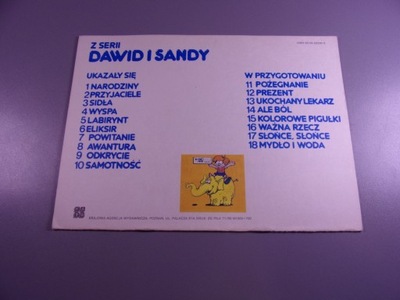 Z SERII
DAWID I SANDY
UKAZAŁY SIĘ
1 NARODZINY
2 PRZYJACIELE
3 SIDŁA
4 WYSPA
5 LABIRYNT
6 ELIKSIR
7 POWITANIE
8 AWANTURA
9 ODKRYCIE
10 SAMOTNOŚĆ
W PRZYGOTOWANIU
11 POŻEGNANIE
12 PREZENT
13 UKOCHANY LEKARZ
14 ALE BÓL
15 KOLOROWE PIGUŁKI
16 WAŻNA RZECZ
17 SŁOŃCE, SŁOŃCE
18 MYDŁO I WODA